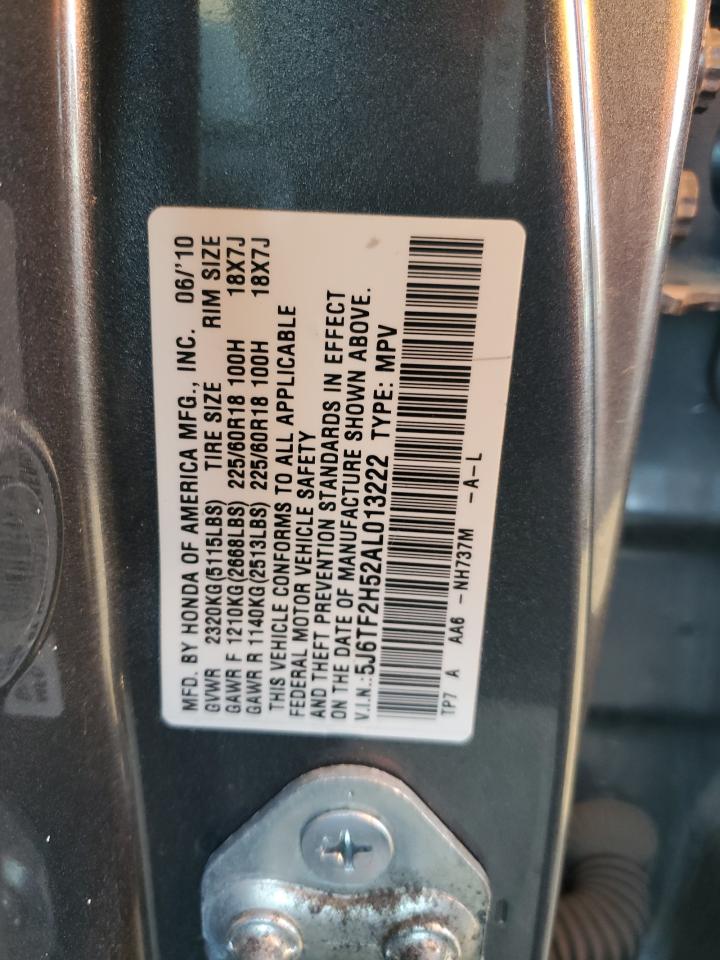 MFD. BY HONDA OF AMERICA MFG., INC. 06/'10
GVWR 2320KG(5115LBS) TIRE SIZE RIM SIZE
GAWR F 1210KG(2668LBS) 225/60R18 100H 18X7J
GAWR R 1140KG(2513LBS) 225/60R18 100H 18X7J
THIS VEHICLE CONFORMS TO ALL APPLICABLE
FEDERAL MOTOR VEHICLE SAFETY
AND THEFT PREVENTION STANDARDS IN EFFECT
ON THE DATE OF MANUFACTURE SHOWN ABOVE.
V.I.N.: 5J6TF2H52AL013222 TYPE: MPV
TP7 A AA6 -NH737M -A-L